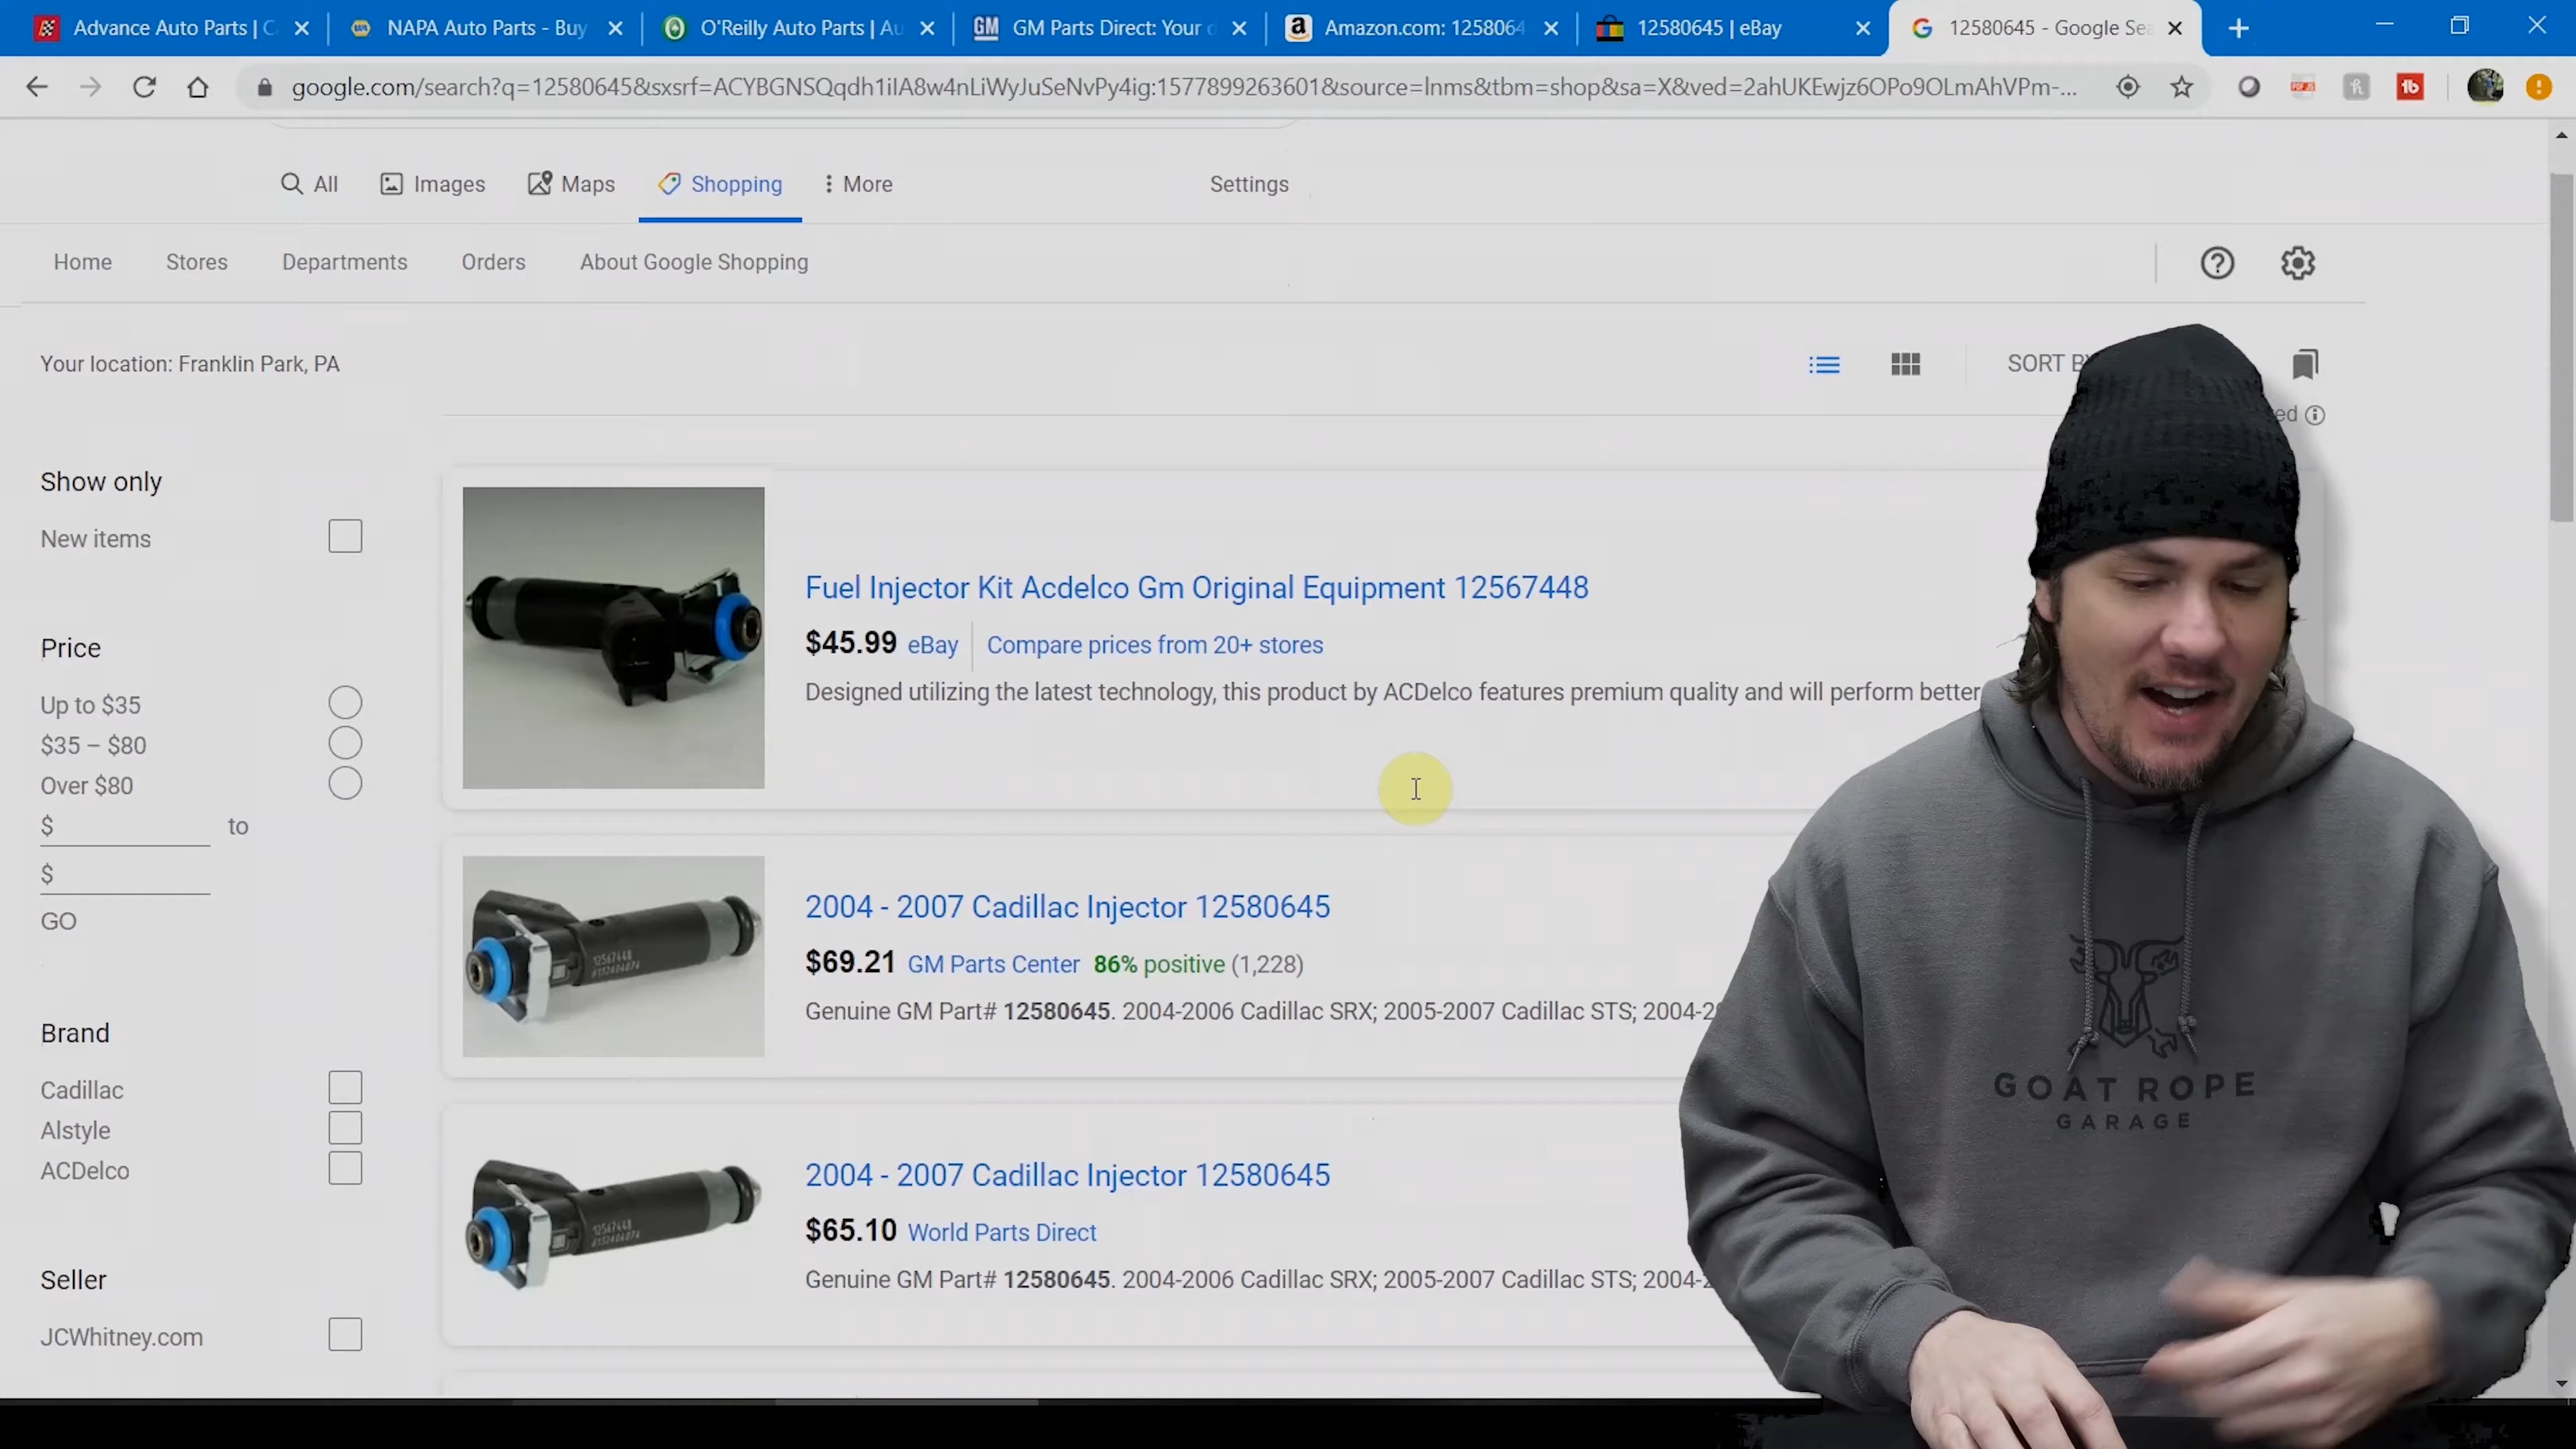 Advance Auto Parts | C
NAPA Auto Parts - Buy
O'Reilly Auto Parts | Au
GM
GM Parts Direct: Your d
Amazon.com: 1258064
12580645 | eBay
12580645 - Google Sea
google.com/search?q=12580645&sxsrf=ACYBGNSQqdh1iIA8w4nLiWyJuSeNvPy4ig:1577899263601&source=lnms&tbm=shop&sa=X&ved=2ahUKEwjz6OPo9OLmAhVPm-...
All
Images
Maps
Shopping
More
Settings
Home
Stores
Departments
Orders
About Google Shopping
Your location: Franklin Park, PA
SORT B
ed
Show only
New items
Price
Up to $35
$35 – $80
Over $80
$ to
$
GO
Brand
Cadillac
Alstyle
ACDelco
Seller
JCWhitney.com
Fuel Injector Kit Acdelco Gm Original Equipment 12567448
$45.99 eBay Compare prices from 20+ stores
Designed utilizing the latest technology, this product by ACDelco features premium quality and will perform better
12567448
2004 - 2007 Cadillac Injector 12580645
$69.21 GM Parts Center 86% positive (1,228)
Genuine GM Part# 12580645. 2004-2006 Cadillac SRX; 2005-2007 Cadillac STS; 2004-2
12567448
2004 - 2007 Cadillac Injector 12580645
$65.10 World Parts Direct
Genuine GM Part# 12580645. 2004-2006 Cadillac SRX; 2005-2007 Cadillac STS; 2004-2
GOAT ROPE
GARAGE